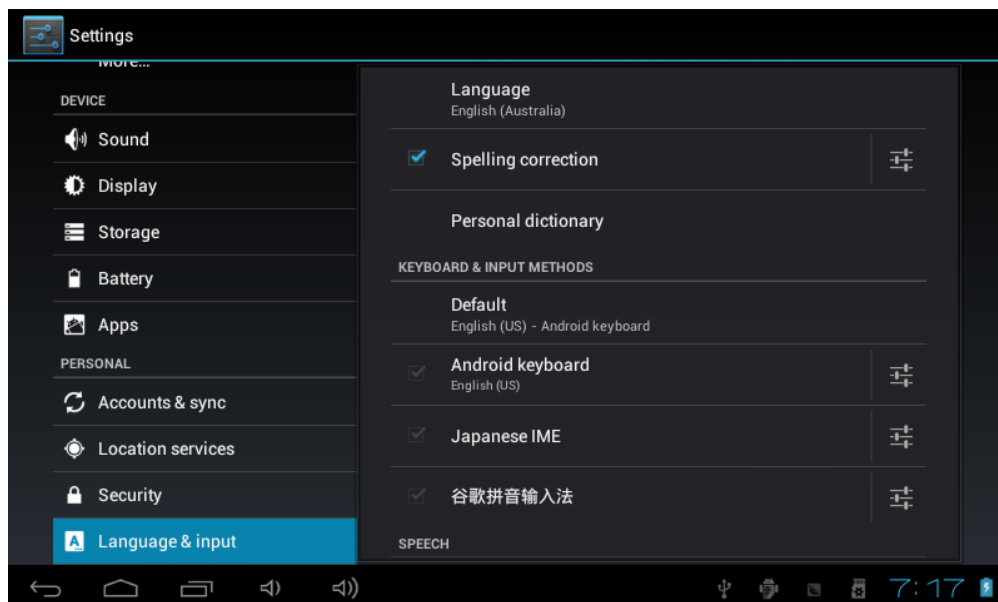 Settings
More...
DEVICE
Sound
Display
Storage
Battery
Apps
PERSONAL
Accounts & sync
Location services
Security
Language & input
Language
English (Australia)
Spelling correction
Personal dictionary
KEYBOARD & INPUT METHODS
Default
English (US) - Android keyboard
Android keyboard
English (US)
Japanese IME
谷歌拼音输入法
SPEECH
7:17